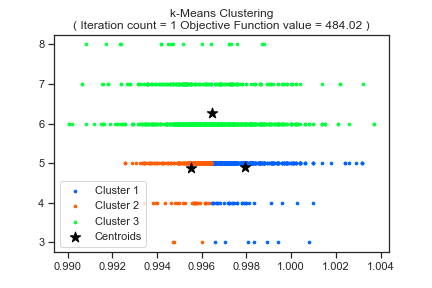 k-Means Clustering
( Iteration count = 1 Objective Function value = 484.02 )
8
7
6
5
4
3
Cluster 1
Cluster 2
Cluster 3
Centroids
0.990 0.992 0.994 0.996 0.998 1.000 1.002 1.004